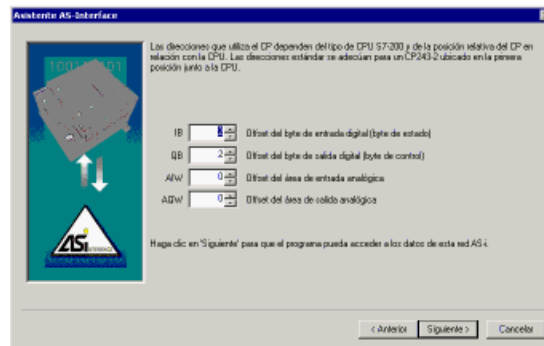 Asistente AS-Interface
Las direcciones que utiliza el CP dependen del tipo de CPU S7-200 y de la posición relativa del CP en
relación con la CPU. Las direcciones estándar se adecúan para un CP243-2 ubicado en la primera
posición junto a la CPU.
IB Offset del byte de entrada digital (byte de estado)
QB 2 Offset del byte de salida digital (byte de control)
AIW 0 Offset del área de entrada analógica
AQW 0 Offset del área de salida analógica
Haga clic en 'Siguiente' para que el programa pueda acceder a los datos de esta red AS-i.
ASi
INTERFACE
< Anterior Siguiente > Cancelar